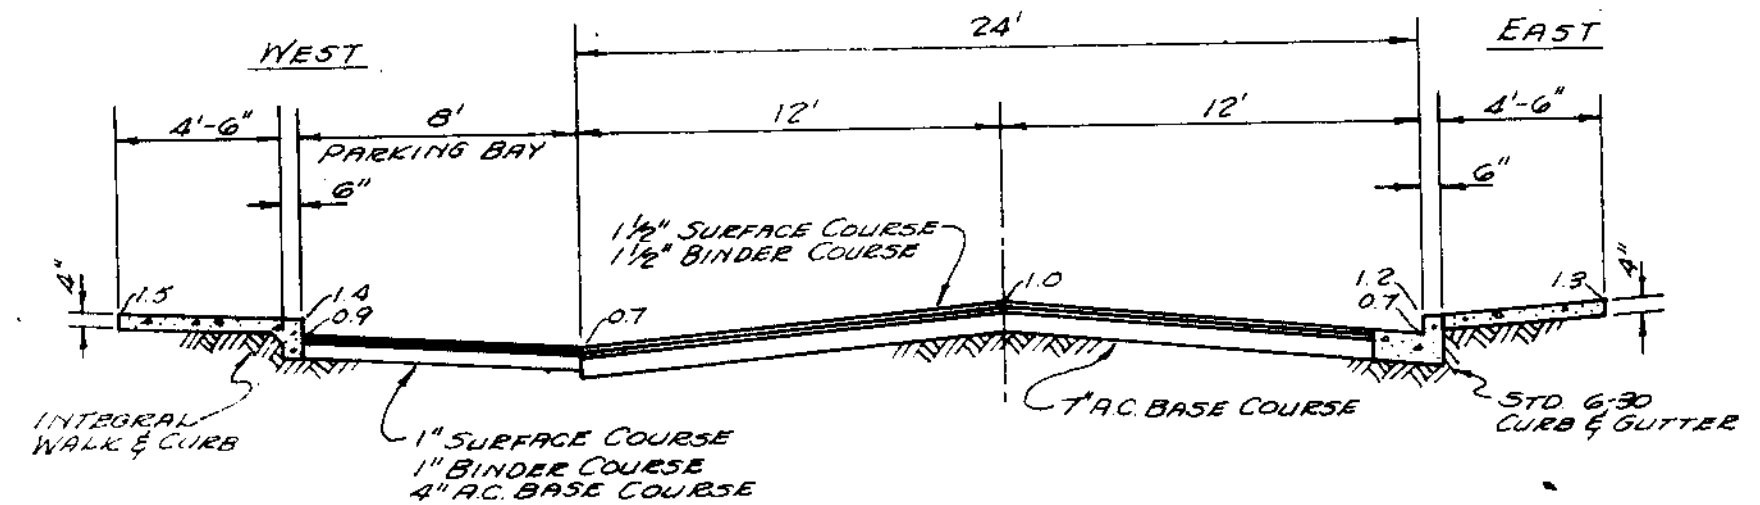 24'
WEST
EAST
4'-6"
8'
PARKING BAY
12'
12'
4'-6"
6"
6"
1½" SURFACE COURSE
1½" BINDER COURSE
4"
1.5
1.4
0.9
0.7
1.0
1.2
0.7
1.3
4"
INTEGRAL
WALK & CURB
1" SURFACE COURSE
1" BINDER COURSE
4" A.C. BASE COURSE
7" A.C. BASE COURSE
STD. 6-30
CURB & GUTTER